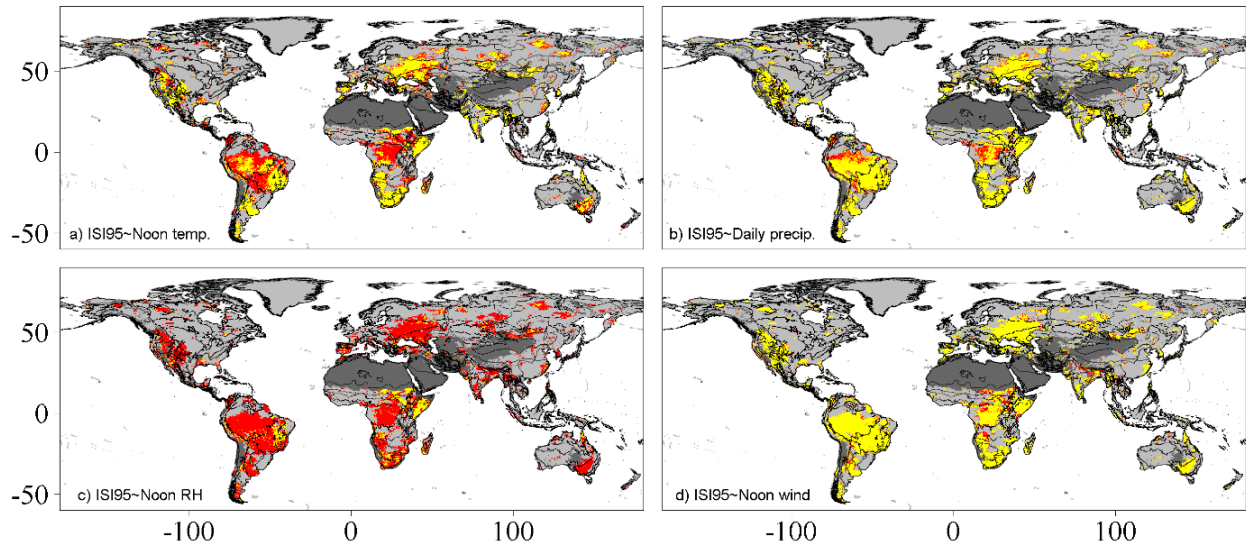 50
0
-50
a) ISI95~Noon temp.
b) ISI95~Daily precip.
50
0
-50
c) ISI95~Noon RH
d) ISI95~Noon wind
-100 0 100 -100 0 100